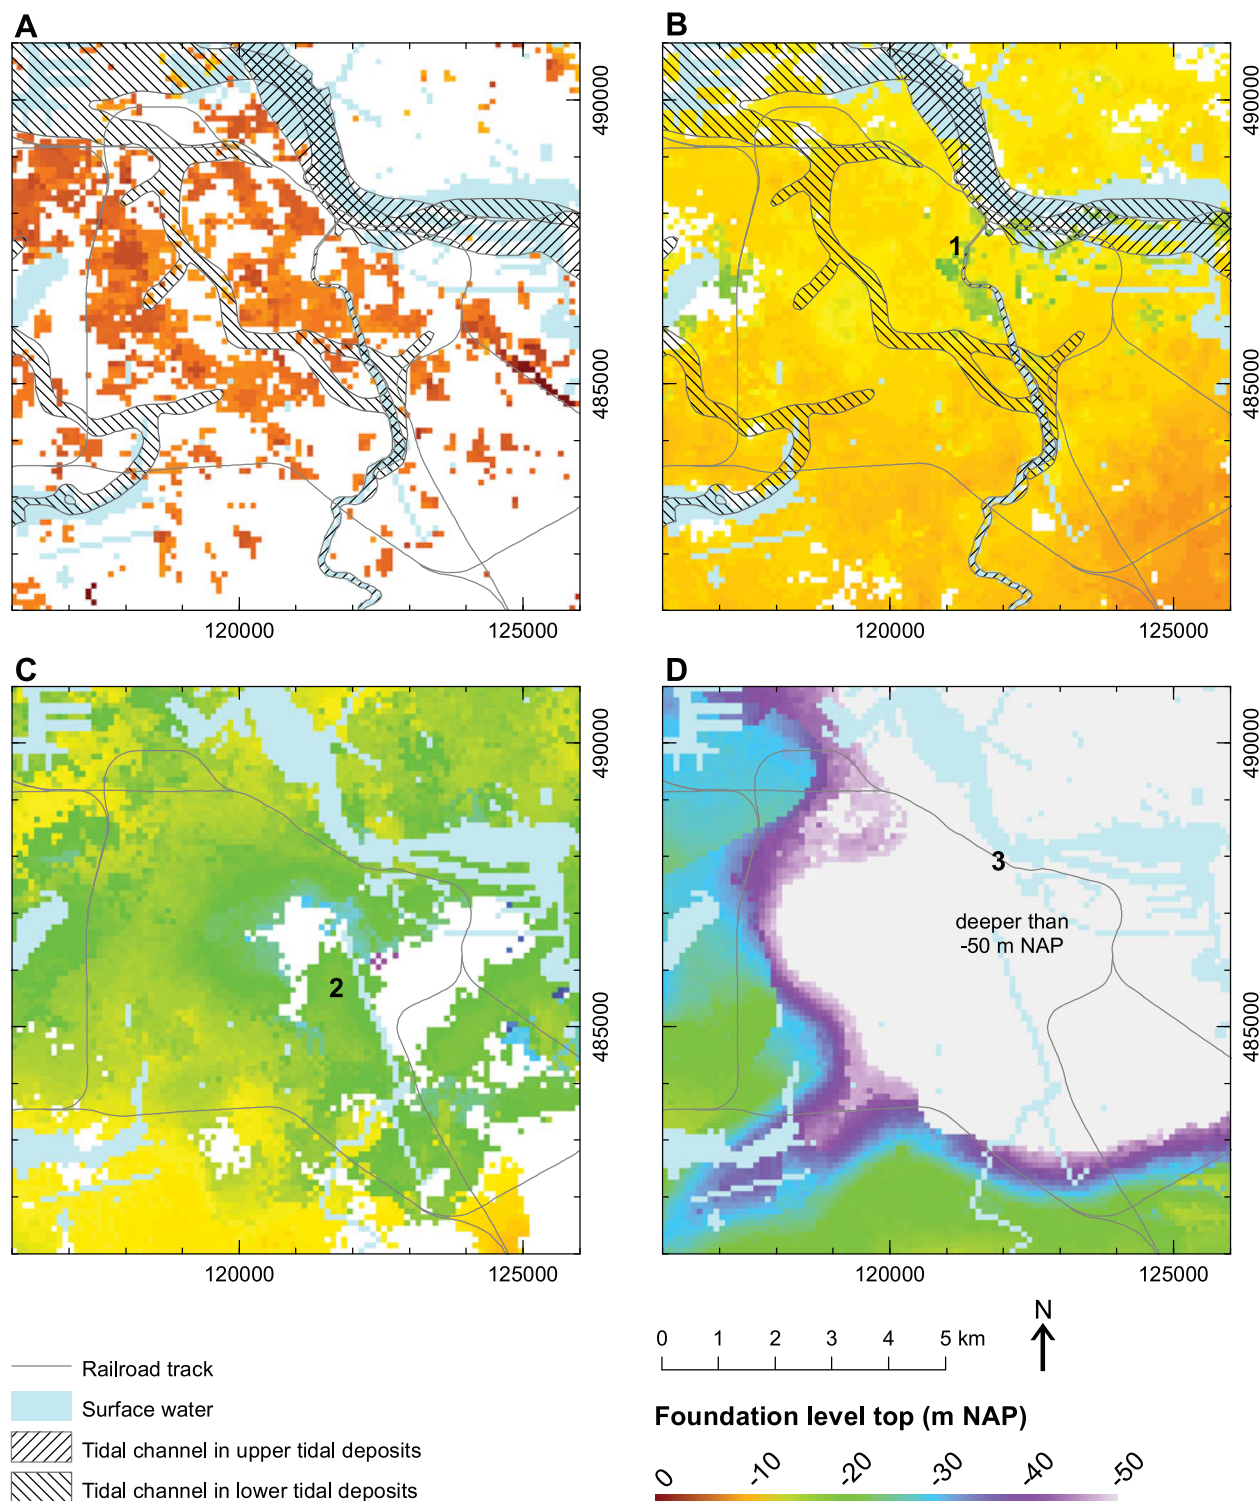 A
B
490000
490000
1
485000
485000
120000
125000
120000
125000
C
D
490000
490000
3
deeper than
-50 m NAP
2
485000
485000
120000
125000
120000
125000
N
0 1 2 3 4 5 km
Railroad track
Surface water
Foundation level top (m NAP)
Tidal channel in upper tidal deposits
0 -10 -20 -30 -40 -50
Tidal channel in lower tidal deposits